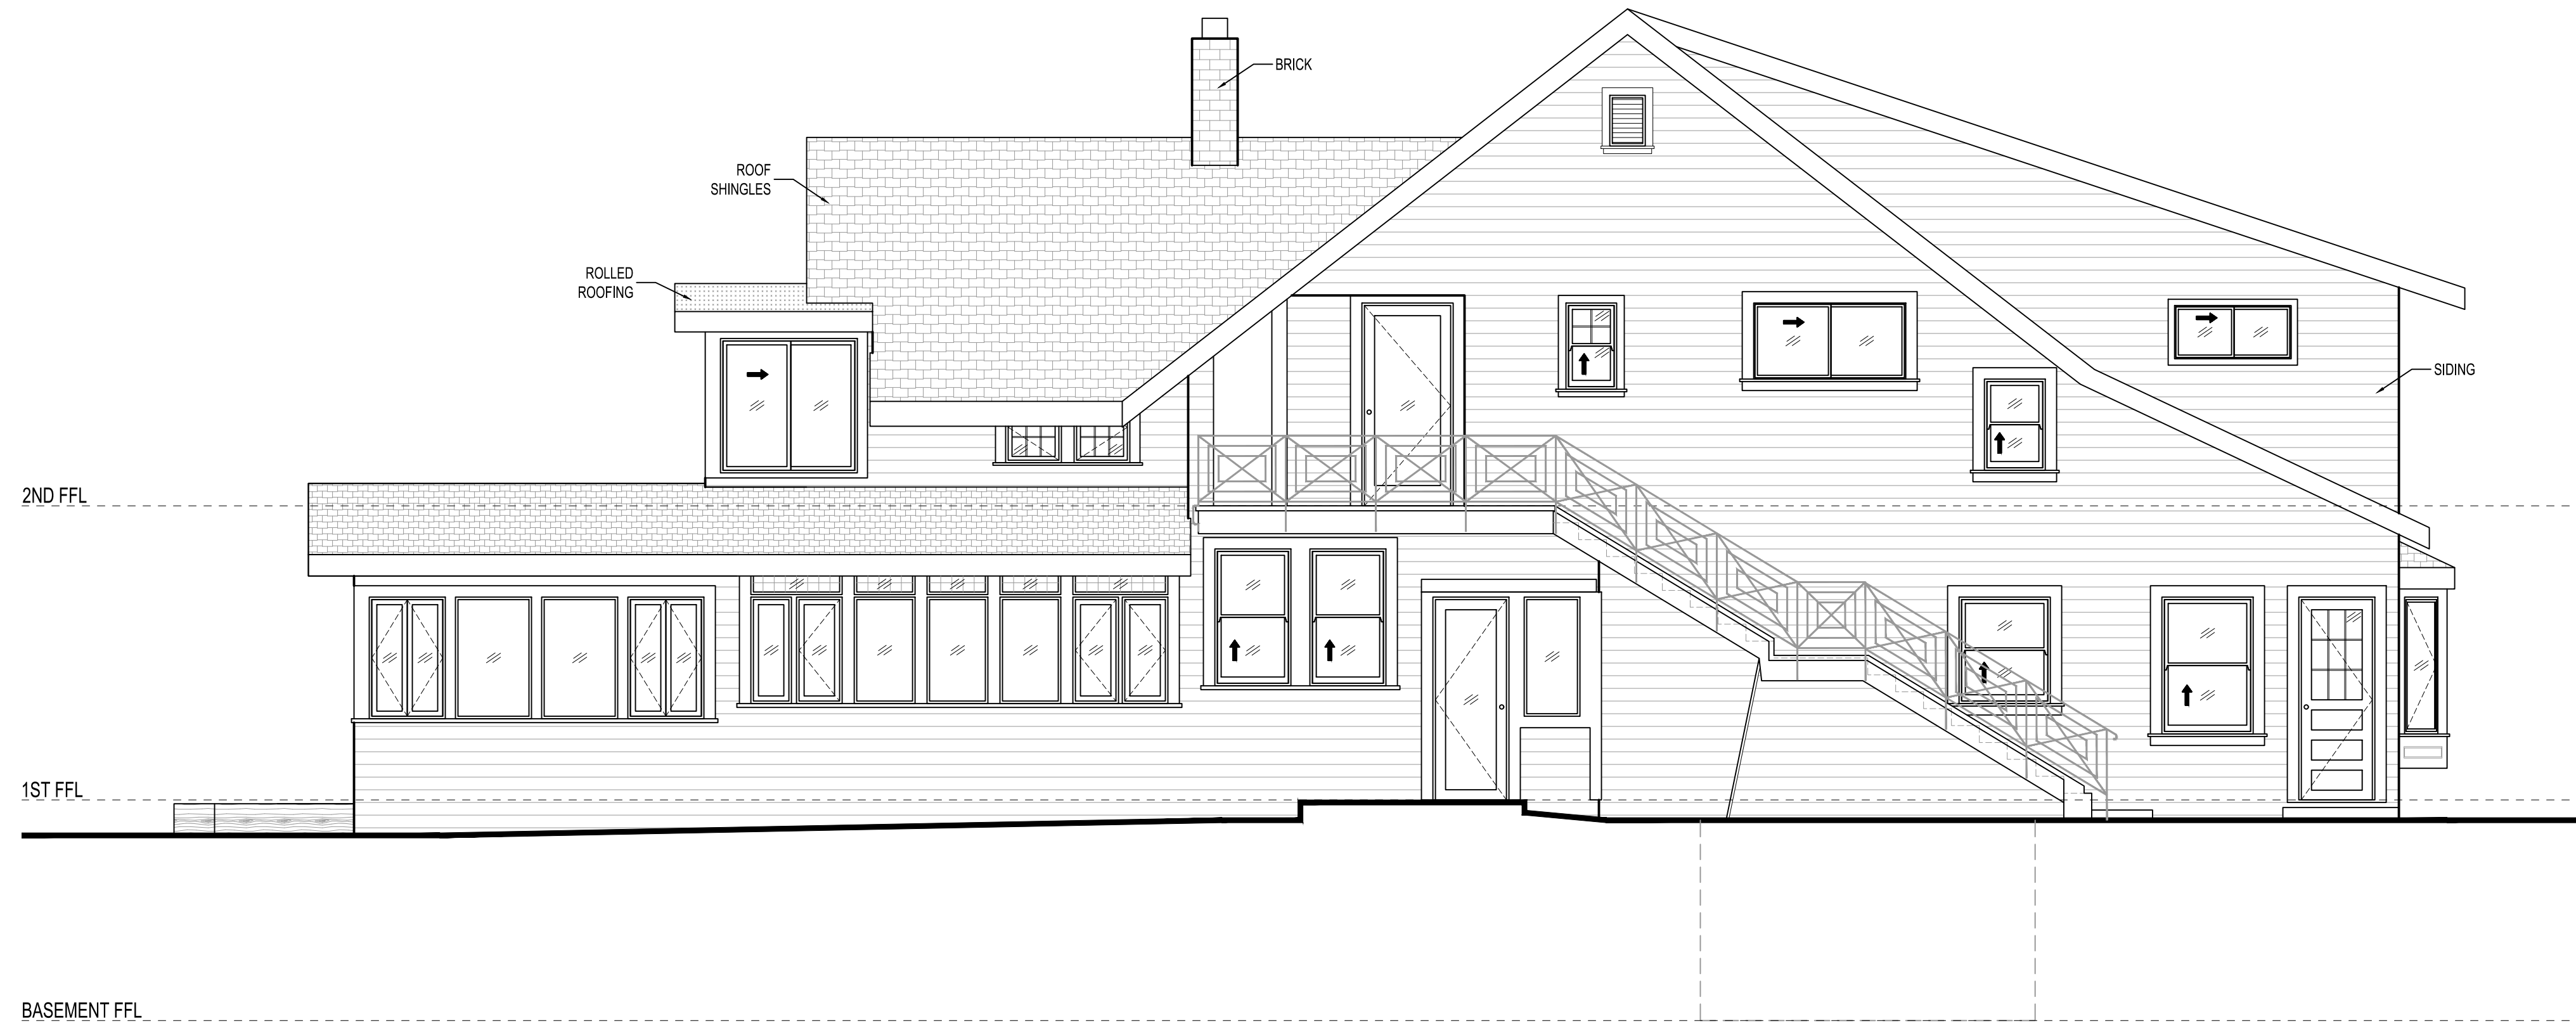 BRICK
ROOF
SHINGLES
ROLLED
ROOFING
SIDING
2ND FFL
1ST FFL
BASEMENT FFL